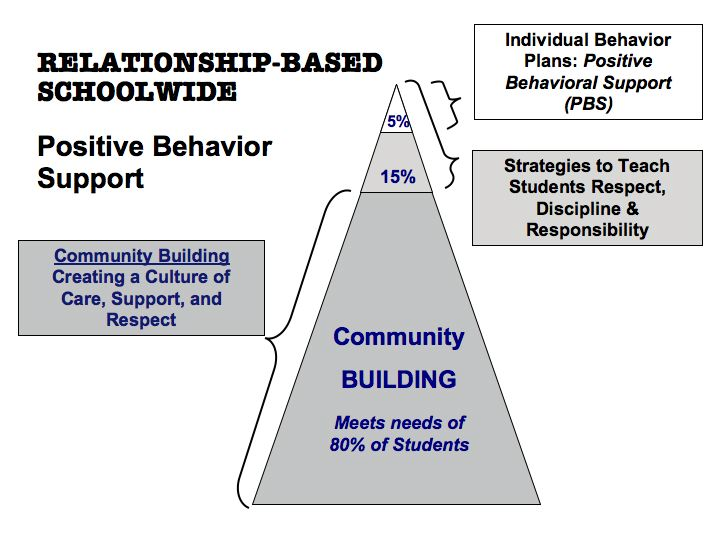 RELATIONSHIP-BASED
SCHOOLWIDE
Positive Behavior
Support
Individual Behavior
Plans: Positive
Behavioral Support
(PBS)
5%
15%
Strategies to Teach
Students Respect,
Discipline &
Responsibility
Community Building
Creating a Culture of
Care, Support, and
Respect
Community
BUILDING
Meets needs of
80% of Students